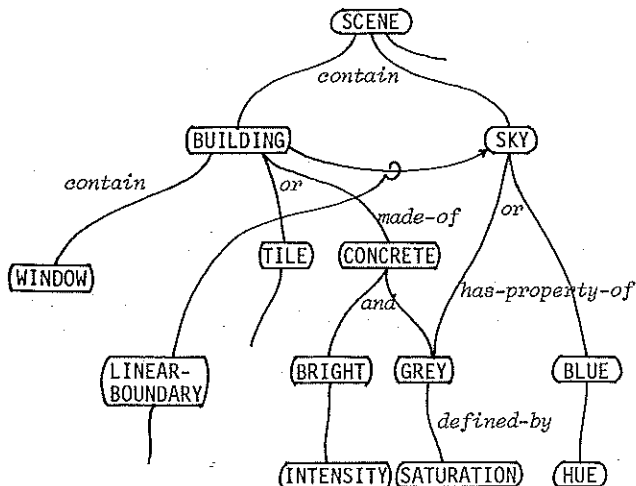 SCENE
contain
BUILDING
SKY
contain
or
or
made-of
WINDOW
TILE
CONCRETE
and
has-property-of
LINEAR-
BOUNDARY
BRIGHT
GREY
BLUE
defined-by
INTENSITY
SATURATION
HUE